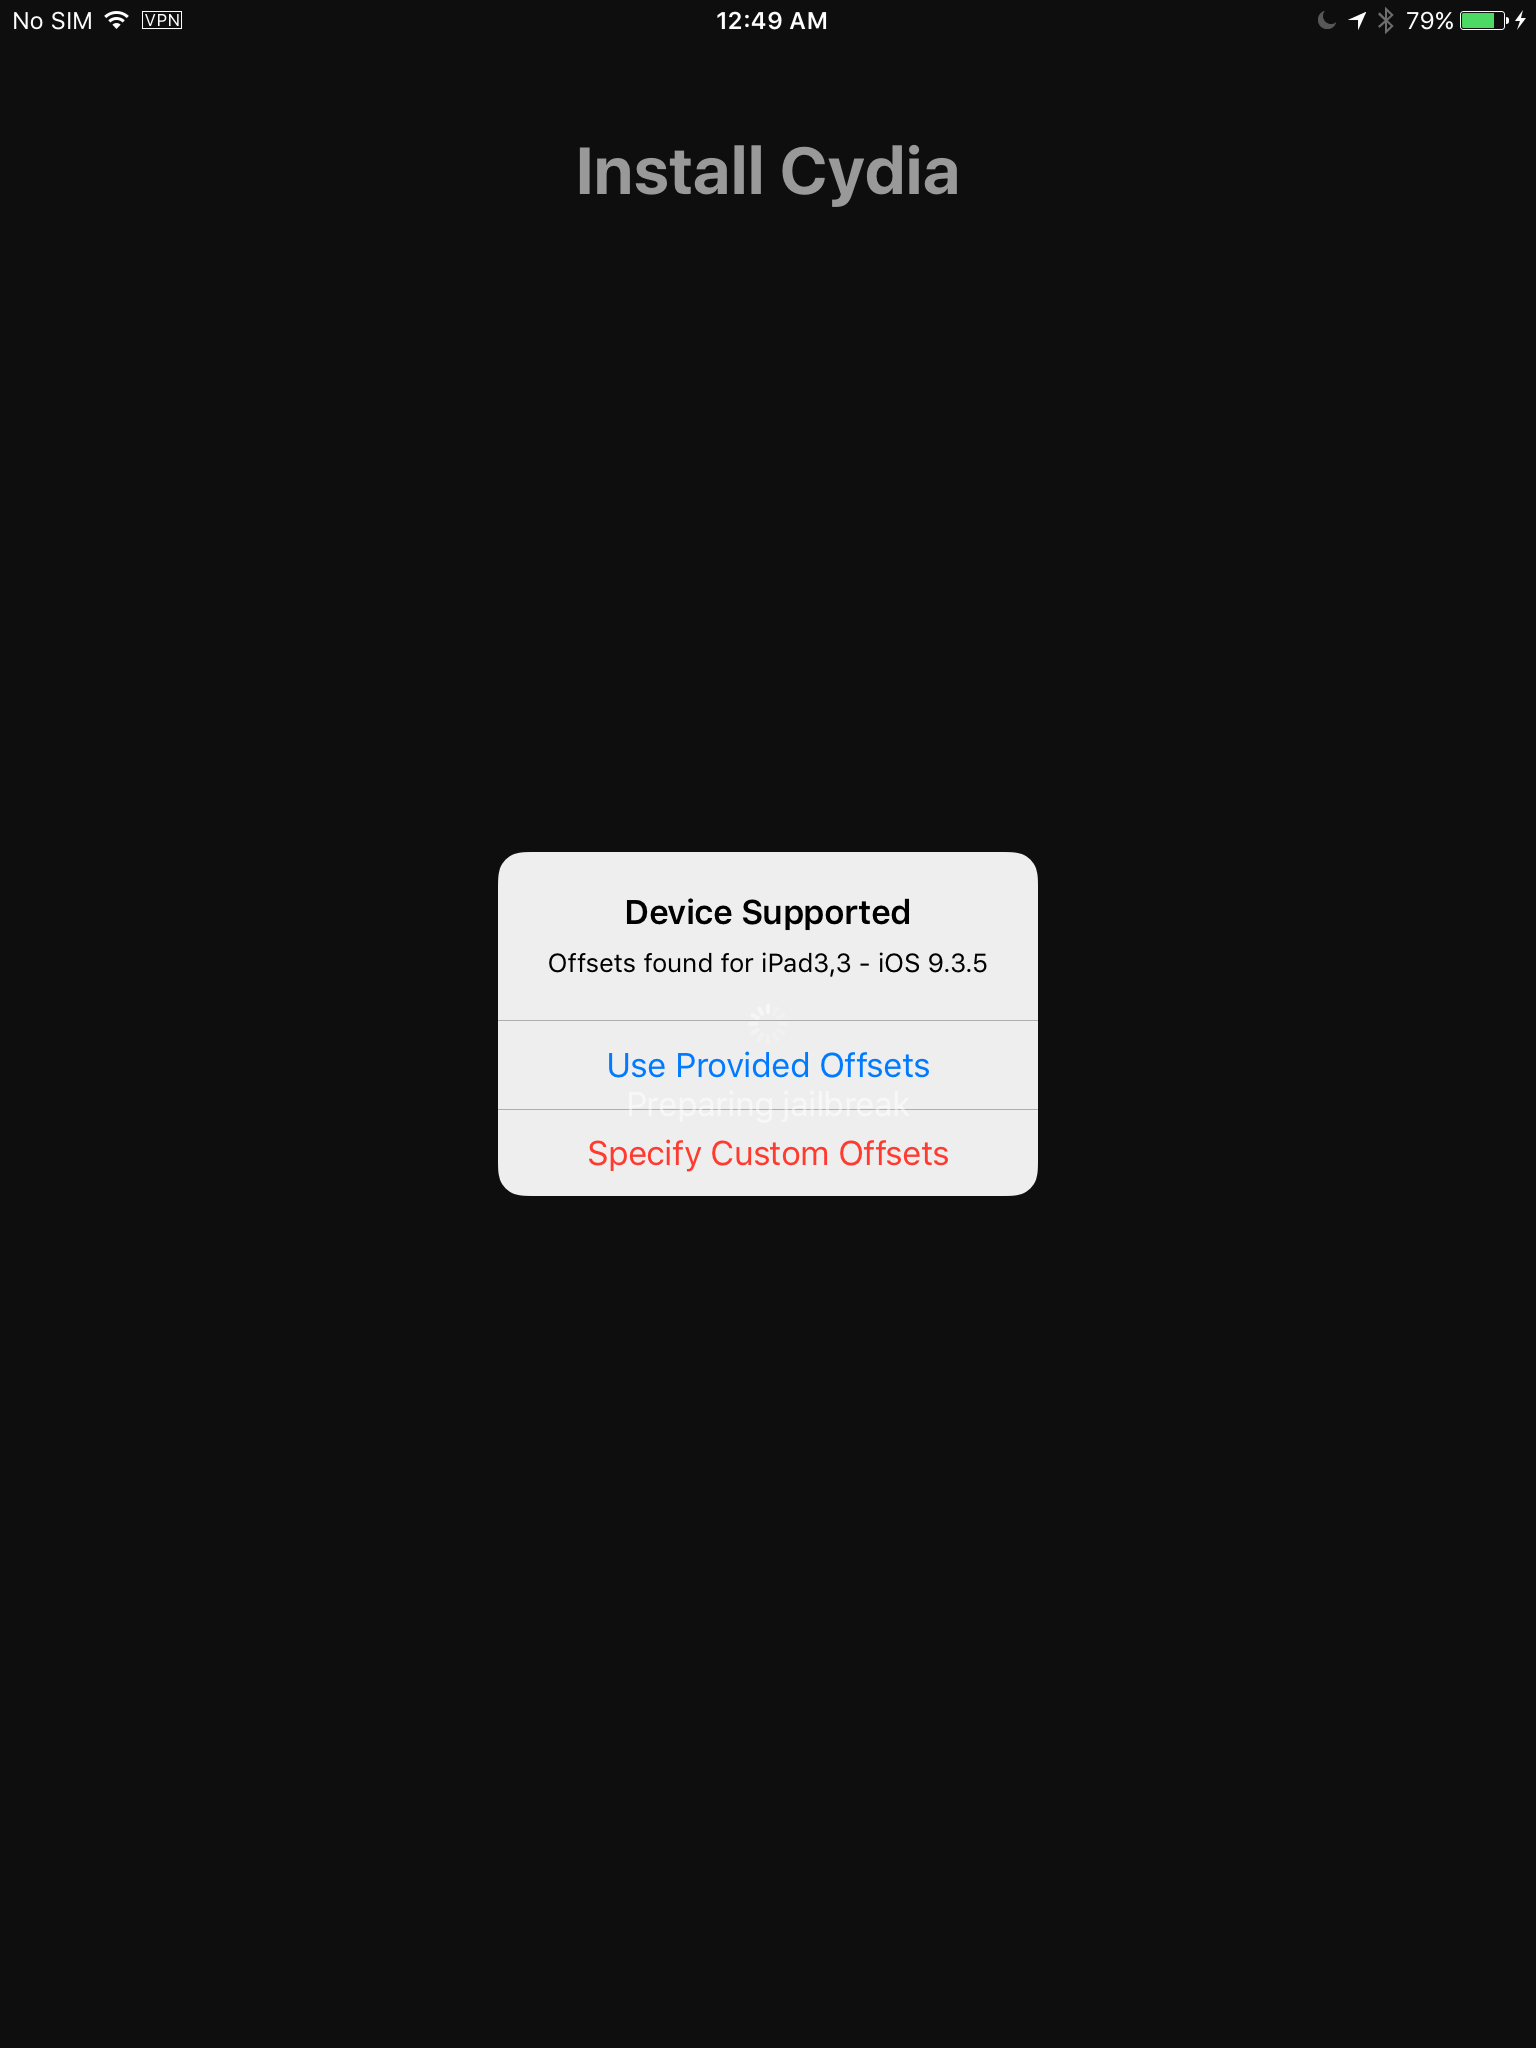 No SIM VPN 12:49 AM 79%
Install Cydia
Device Supported
Offsets found for iPad3,3 - iOS 9.3.5
Use Provided Offsets
Preparing jailbreak
Specify Custom Offsets